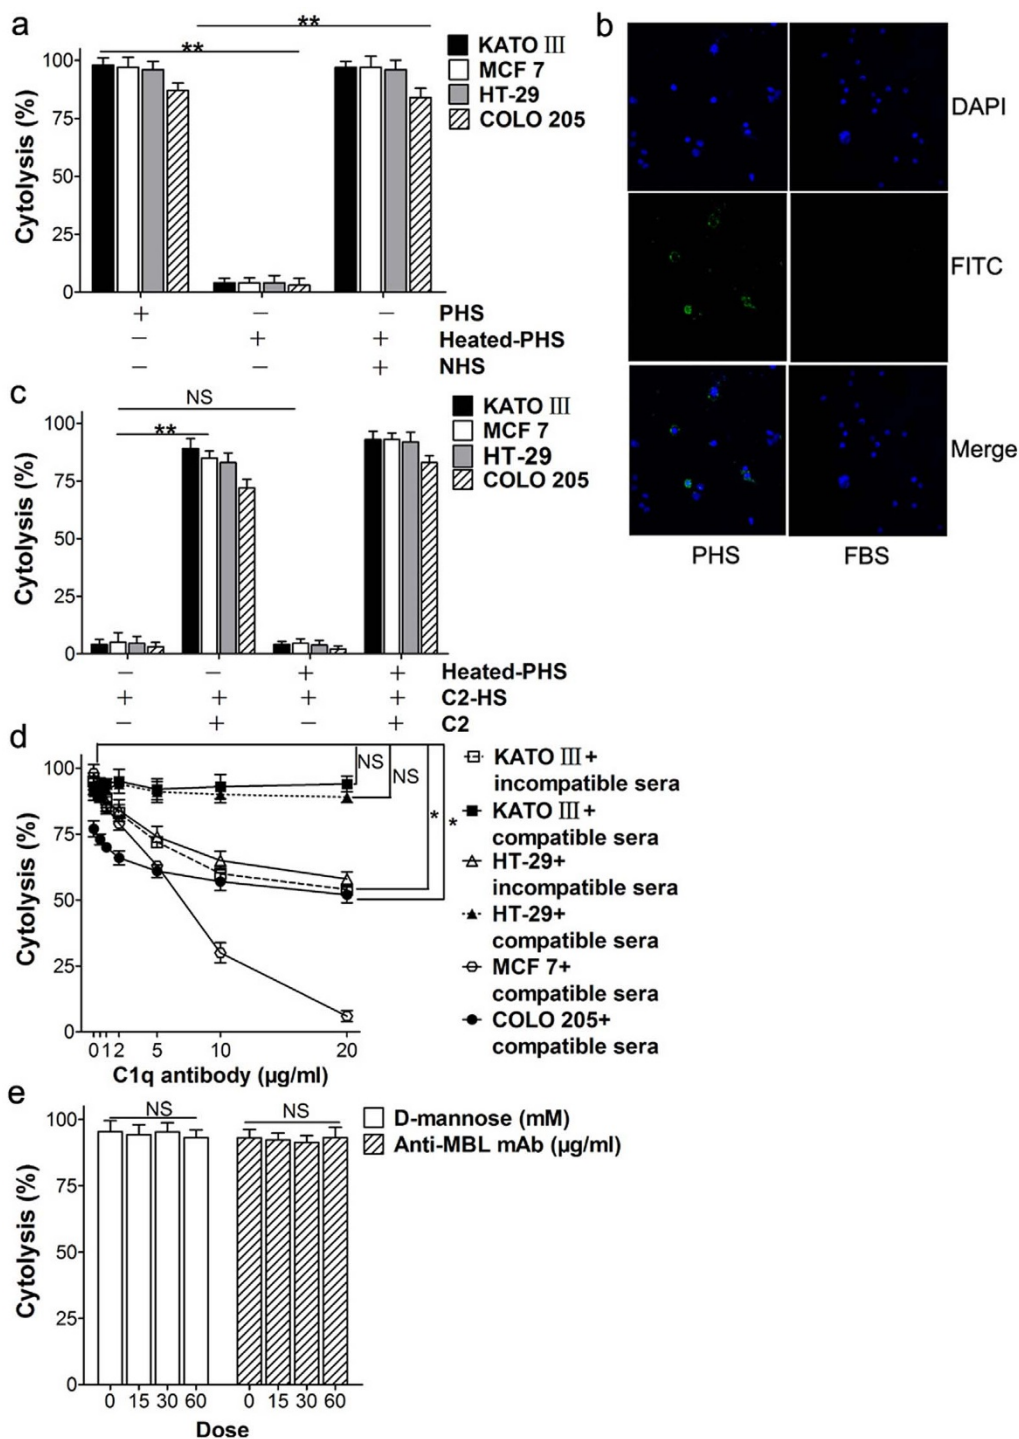 a
**
**
KATO III
MCF 7
HT-29
COLO 205
Cytolysis (%)
100
75
50
25
0
+ − − PHS
− + + Heated-PHS
− − + NHS
b
DAPI
FITC
Merge
PHS FBS
c
NS
**
KATO III
MCF 7
HT-29
COLO 205
Cytolysis (%)
100
75
50
25
0
− − + + Heated-PHS
+ + + + C2-HS
− + − + C2
d
NS
NS
*
*
Cytolysis (%)
100
75
50
25
0
0 1 2 5 10 20
C1q antibody (µg/ml)
KATO III+
incompatible sera
KATO III+
compatible sera
HT-29+
incompatible sera
HT-29+
compatible sera
MCF 7+
compatible sera
COLO 205+
compatible sera
e
NS NS
D-mannose (mM)
Anti-MBL mAb (µg/ml)
Cytolysis (%)
100
75
50
25
0
0 15 30 60 0 15 30 60
Dose